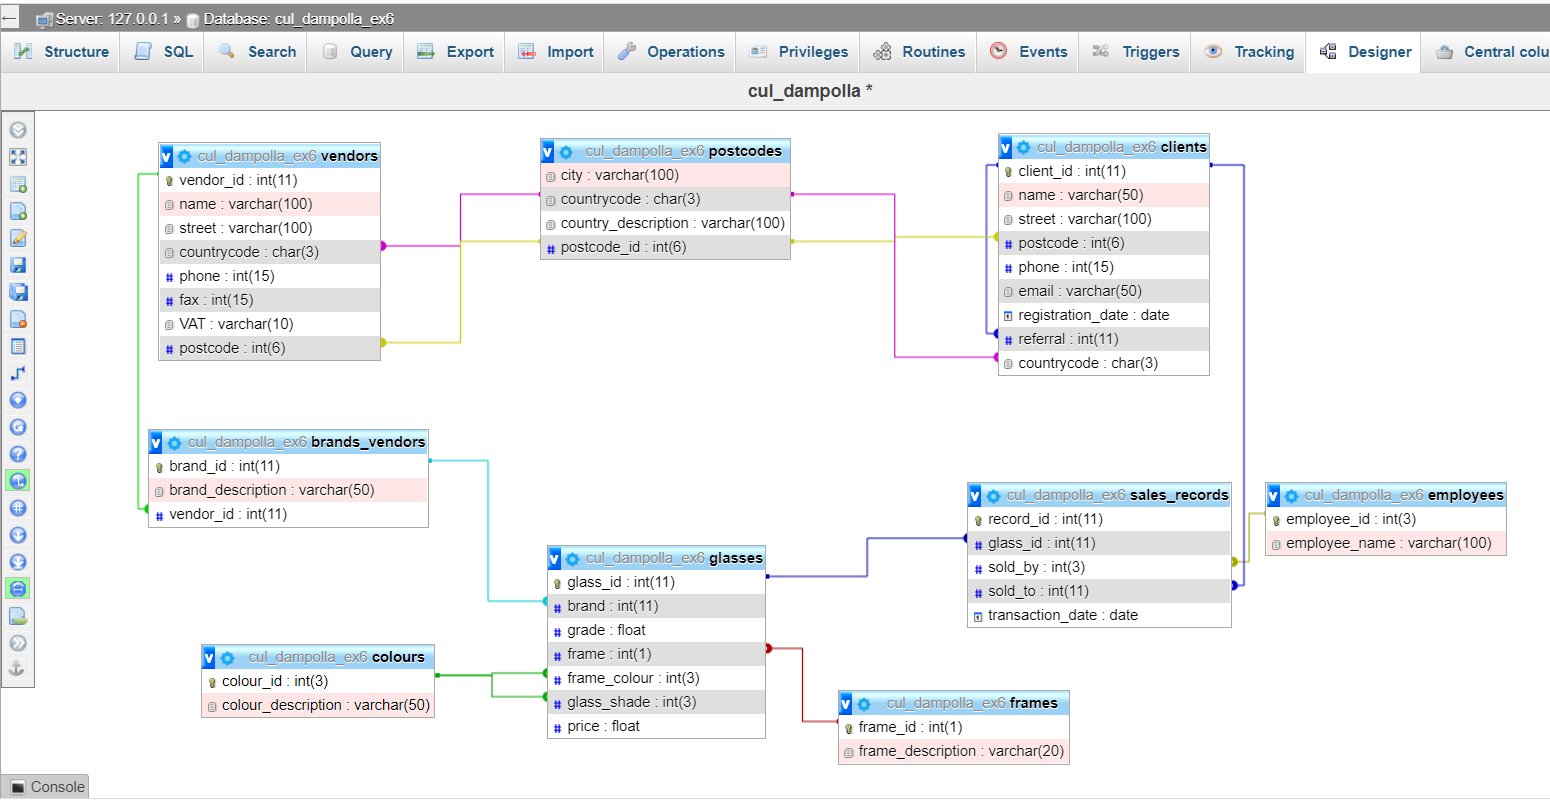 Server: 127.0.0.1 » Database: cul_dampolla_ex6
Structure SQL Search Query Export Import Operations Privileges Routines Events Triggers Tracking Designer Central colu
cul_dampolla *
v cul_dampolla_ex6 vendors
vendor_id : int(11)
name : varchar(100)
street : varchar(100)
countrycode : char(3)
phone : int(15)
fax : int(15)
VAT : varchar(10)
postcode : int(6)
v cul_dampolla_ex6 postcodes
city : varchar(100)
countrycode : char(3)
country_description : varchar(100)
postcode_id : int(6)
v cul_dampolla_ex6 clients
client_id : int(11)
name : varchar(50)
street : varchar(100)
postcode : int(6)
phone : int(15)
email : varchar(50)
registration_date : date
referral : int(11)
countrycode : char(3)
v cul_dampolla_ex6 brands_vendors
brand_id : int(11)
brand_description : varchar(50)
vendor_id : int(11)
v cul_dampolla_ex6 glasses
glass_id : int(11)
brand : int(11)
grade : float
frame : int(1)
frame_colour : int(3)
glass_shade : int(3)
price : float
v cul_dampolla_ex6 sales_records
record_id : int(11)
glass_id : int(11)
sold_by : int(3)
sold_to : int(11)
transaction_date : date
v cul_dampolla_ex6 employees
employee_id : int(3)
employee_name : varchar(100)
v cul_dampolla_ex6 colours
colour_id : int(3)
colour_description : varchar(50)
v cul_dampolla_ex6 frames
frame_id : int(1)
frame_description : varchar(20)
Console